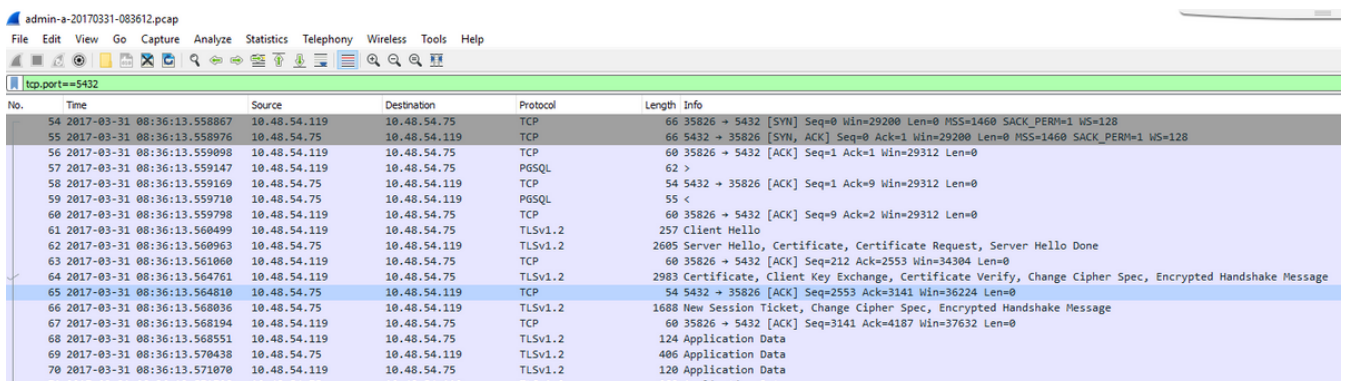 admin-a-20170331-083612.pcap
File Edit View Go Capture Analyze Statistics Telephony Wireless Tools Help
tcp.port==5432
No. Time Source Destination Protocol Length Info
54 2017-03-31 08:36:13.558867 10.48.54.119 10.48.54.75 TCP 66 35826 → 5432 [SYN] Seq=0 Win=29200 Len=0 MSS=1460 SACK_PERM=1 WS=128
55 2017-03-31 08:36:13.558976 10.48.54.75 10.48.54.119 TCP 66 5432 → 35826 [SYN, ACK] Seq=0 Ack=1 Win=29200 Len=0 MSS=1460 SACK_PERM=1 WS=128
56 2017-03-31 08:36:13.559098 10.48.54.119 10.48.54.75 TCP 60 35826 → 5432 [ACK] Seq=1 Ack=1 Win=29312 Len=0
57 2017-03-31 08:36:13.559147 10.48.54.119 10.48.54.75 PGSQL 62 >
58 2017-03-31 08:36:13.559169 10.48.54.75 10.48.54.119 TCP 54 5432 → 35826 [ACK] Seq=1 Ack=9 Win=29312 Len=0
59 2017-03-31 08:36:13.559710 10.48.54.75 10.48.54.119 PGSQL 55 <
60 2017-03-31 08:36:13.559798 10.48.54.119 10.48.54.75 TCP 60 35826 → 5432 [ACK] Seq=9 Ack=2 Win=29312 Len=0
61 2017-03-31 08:36:13.560499 10.48.54.119 10.48.54.75 TLSv1.2 257 Client Hello
62 2017-03-31 08:36:13.560963 10.48.54.75 10.48.54.119 TLSv1.2 2605 Server Hello, Certificate, Certificate Request, Server Hello Done
63 2017-03-31 08:36:13.561060 10.48.54.119 10.48.54.75 TCP 60 35826 → 5432 [ACK] Seq=212 Ack=2553 Win=34304 Len=0
64 2017-03-31 08:36:13.564761 10.48.54.119 10.48.54.75 TLSv1.2 2983 Certificate, Client Key Exchange, Certificate Verify, Change Cipher Spec, Encrypted Handshake Message
65 2017-03-31 08:36:13.564810 10.48.54.75 10.48.54.119 TCP 54 5432 → 35826 [ACK] Seq=2553 Ack=3141 Win=36224 Len=0
66 2017-03-31 08:36:13.568036 10.48.54.75 10.48.54.119 TLSv1.2 1688 New Session Ticket, Change Cipher Spec, Encrypted Handshake Message
67 2017-03-31 08:36:13.568194 10.48.54.119 10.48.54.75 TCP 60 35826 → 5432 [ACK] Seq=3141 Ack=4187 Win=37632 Len=0
68 2017-03-31 08:36:13.568551 10.48.54.119 10.48.54.75 TLSv1.2 124 Application Data
69 2017-03-31 08:36:13.570438 10.48.54.75 10.48.54.119 TLSv1.2 406 Application Data
70 2017-03-31 08:36:13.571070 10.48.54.119 10.48.54.75 TLSv1.2 120 Application Data